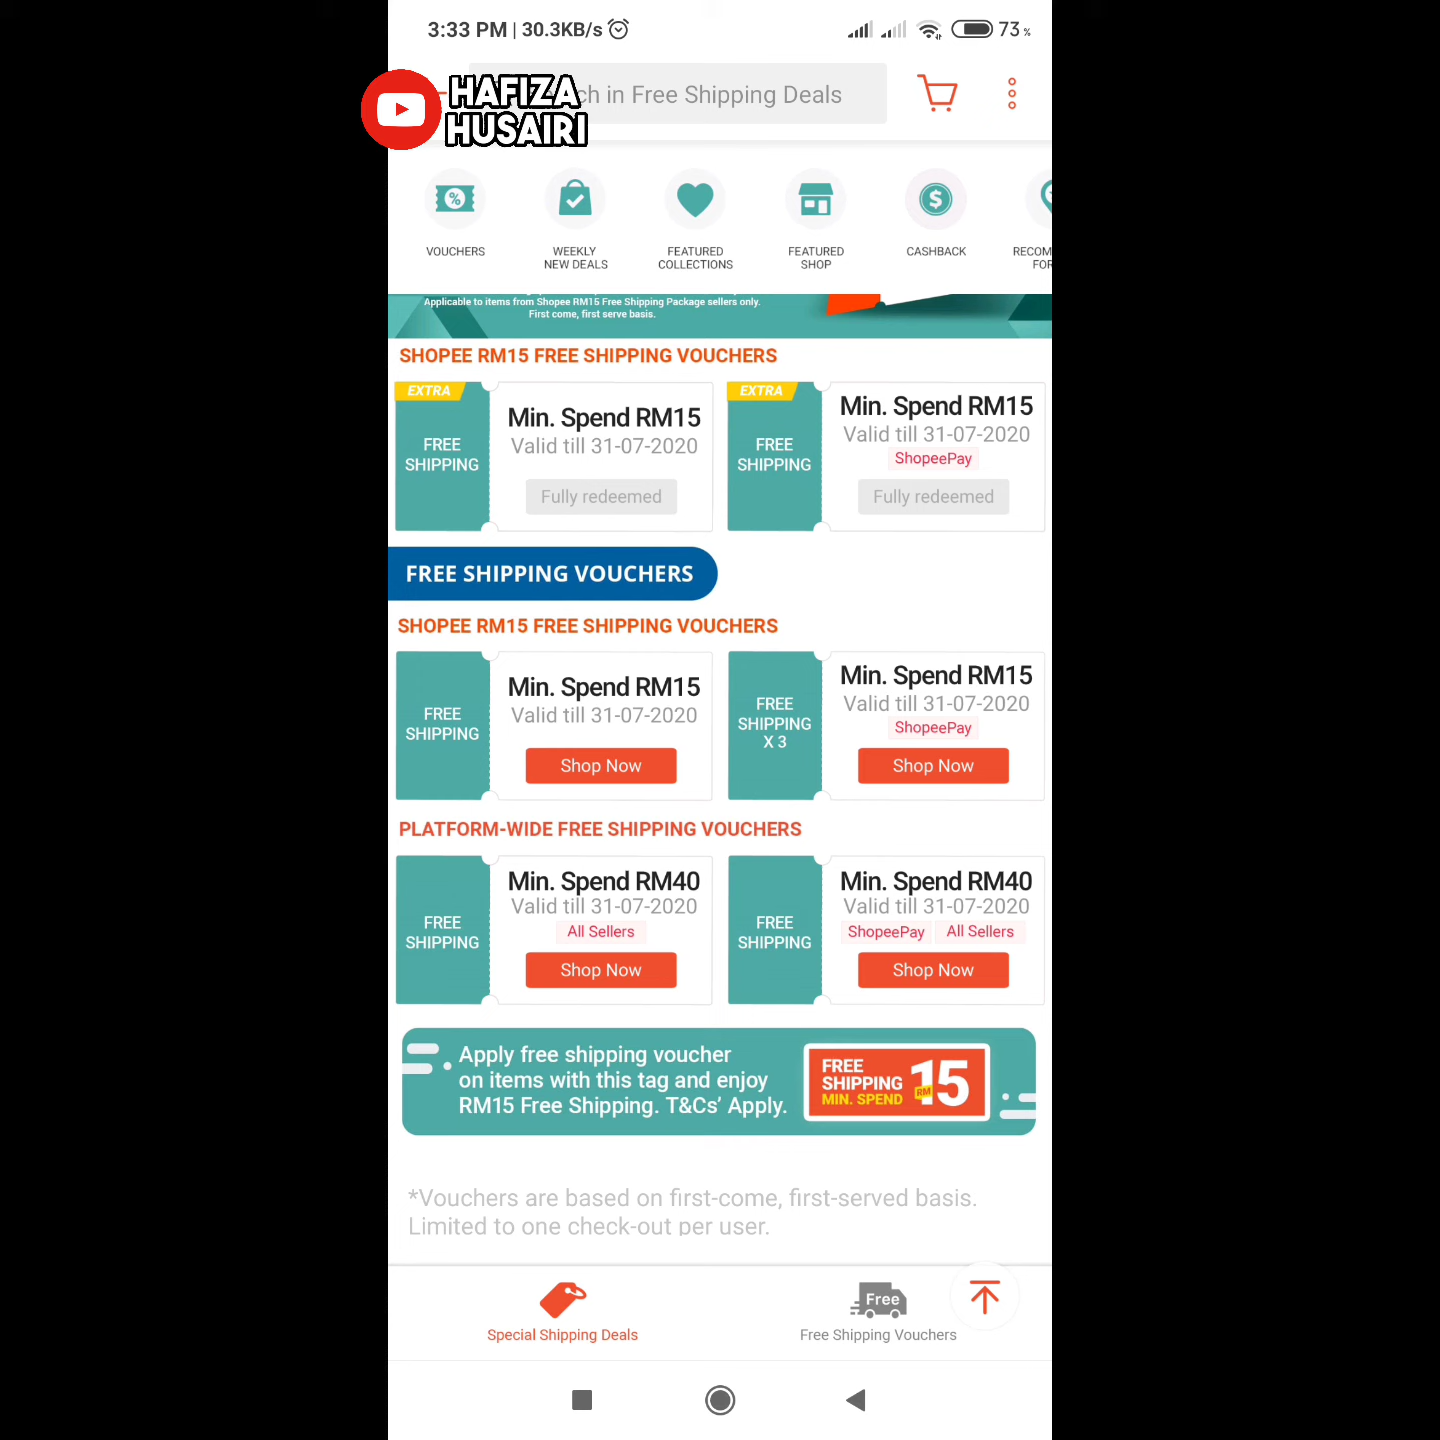 3:33 PM | 30.3KB/s
73 %
HAFIZA
HUSAIRI
ch in Free Shipping Deals
VOUCHERS
WEEKLY
NEW DEALS
FEATURED
COLLECTIONS
FEATURED
SHOP
CASHBACK
RECOM
FOR
Applicable to items from Shopee RM15 Free Shipping Package sellers only.
First come, first serve basis.
SHOPEE RM15 FREE SHIPPING VOUCHERS
EXTRA
FREE
SHIPPING
Min. Spend RM15
Valid till 31-07-2020
Fully redeemed
EXTRA
FREE
SHIPPING
Min. Spend RM15
Valid till 31-07-2020
ShopeePay
Fully redeemed
FREE SHIPPING VOUCHERS
SHOPEE RM15 FREE SHIPPING VOUCHERS
FREE
SHIPPING
Min. Spend RM15
Valid till 31-07-2020
Shop Now
FREE
SHIPPING
X 3
Min. Spend RM15
Valid till 31-07-2020
ShopeePay
Shop Now
PLATFORM-WIDE FREE SHIPPING VOUCHERS
FREE
SHIPPING
Min. Spend RM40
Valid till 31-07-2020
All Sellers
Shop Now
FREE
SHIPPING
Min. Spend RM40
Valid till 31-07-2020
ShopeePay All Sellers
Shop Now
Apply free shipping voucher
on items with this tag and enjoy
RM15 Free Shipping. T&Cs' Apply.
FREE
SHIPPING
MIN. SPEND
RM15
*Vouchers are based on first-come, first-served basis.
Limited to one check-out per user.
Special Shipping Deals
Free
Free Shipping Vouchers